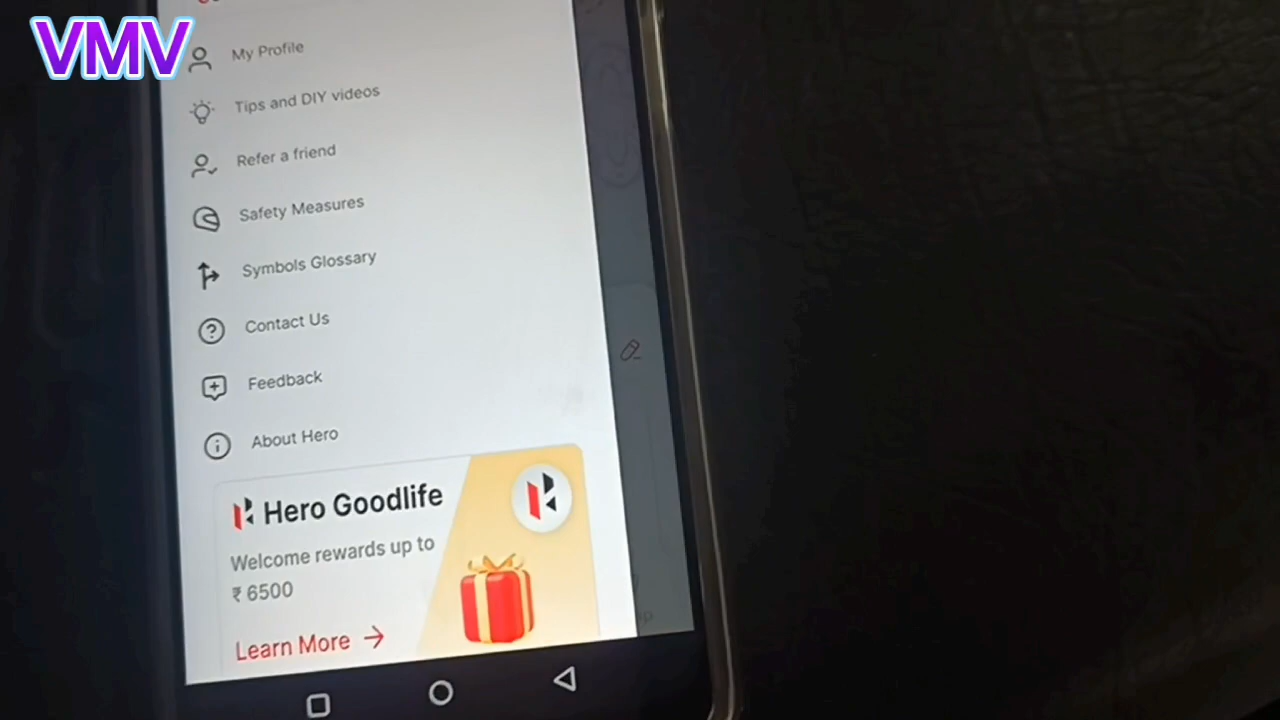 VMV
My Profile
Tips and DIY videos
Refer a friend
Safety Measures
Symbols Glossary
Contact Us
Feedback
About Hero
Hero Goodlife
Welcome rewards up to
₹ 6500
Learn More →